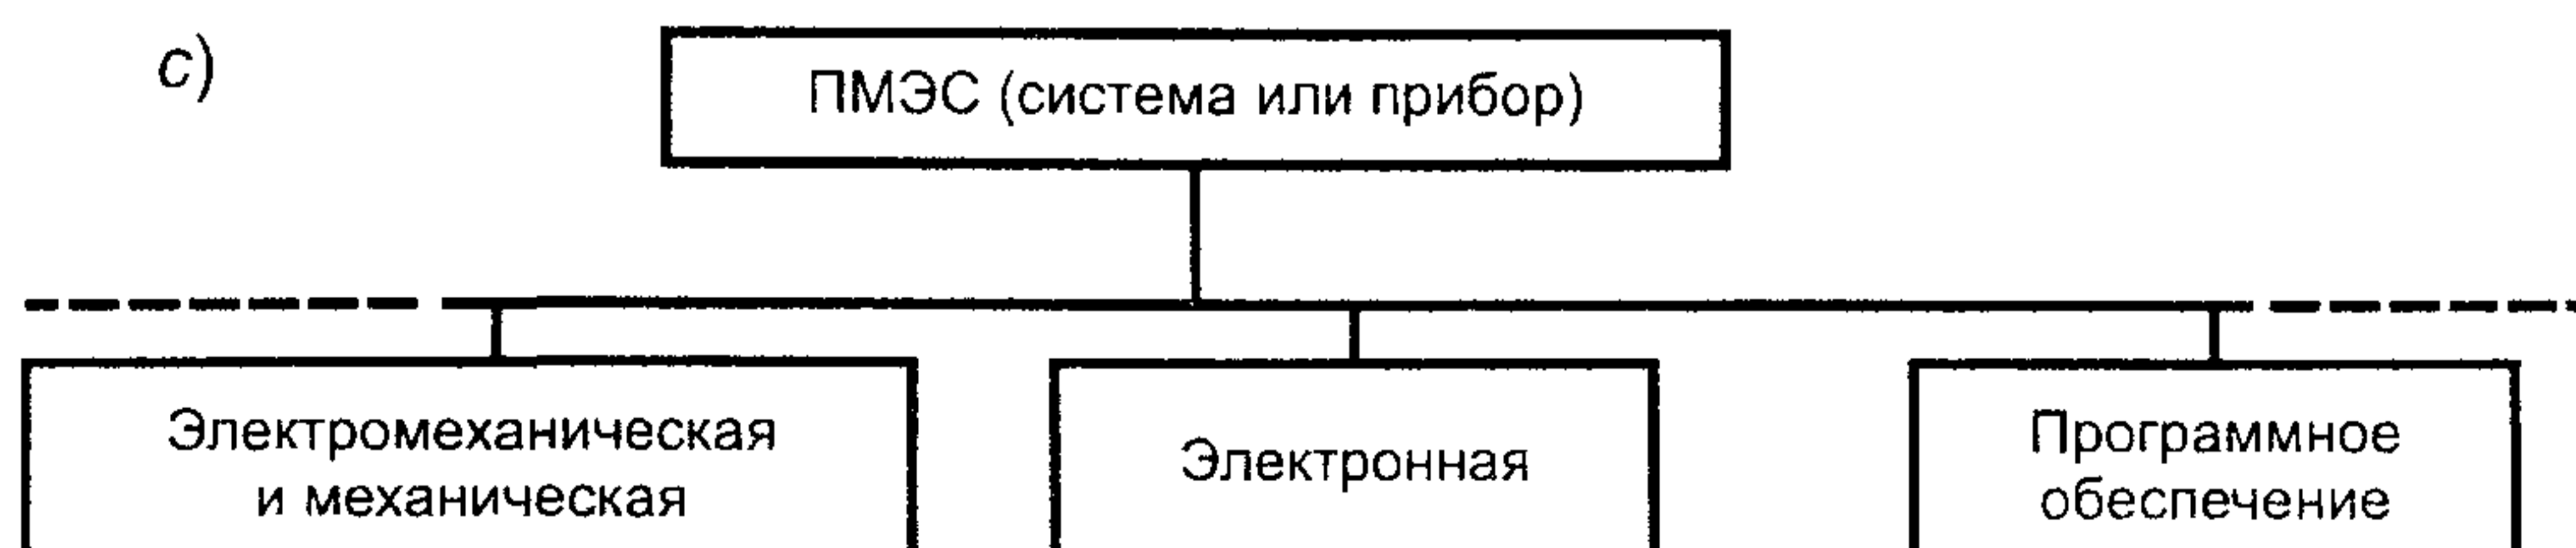 с)
ПМЭС (система или прибор)
Электромеханическая
и механическая
Электронная
Программное
обеспечение